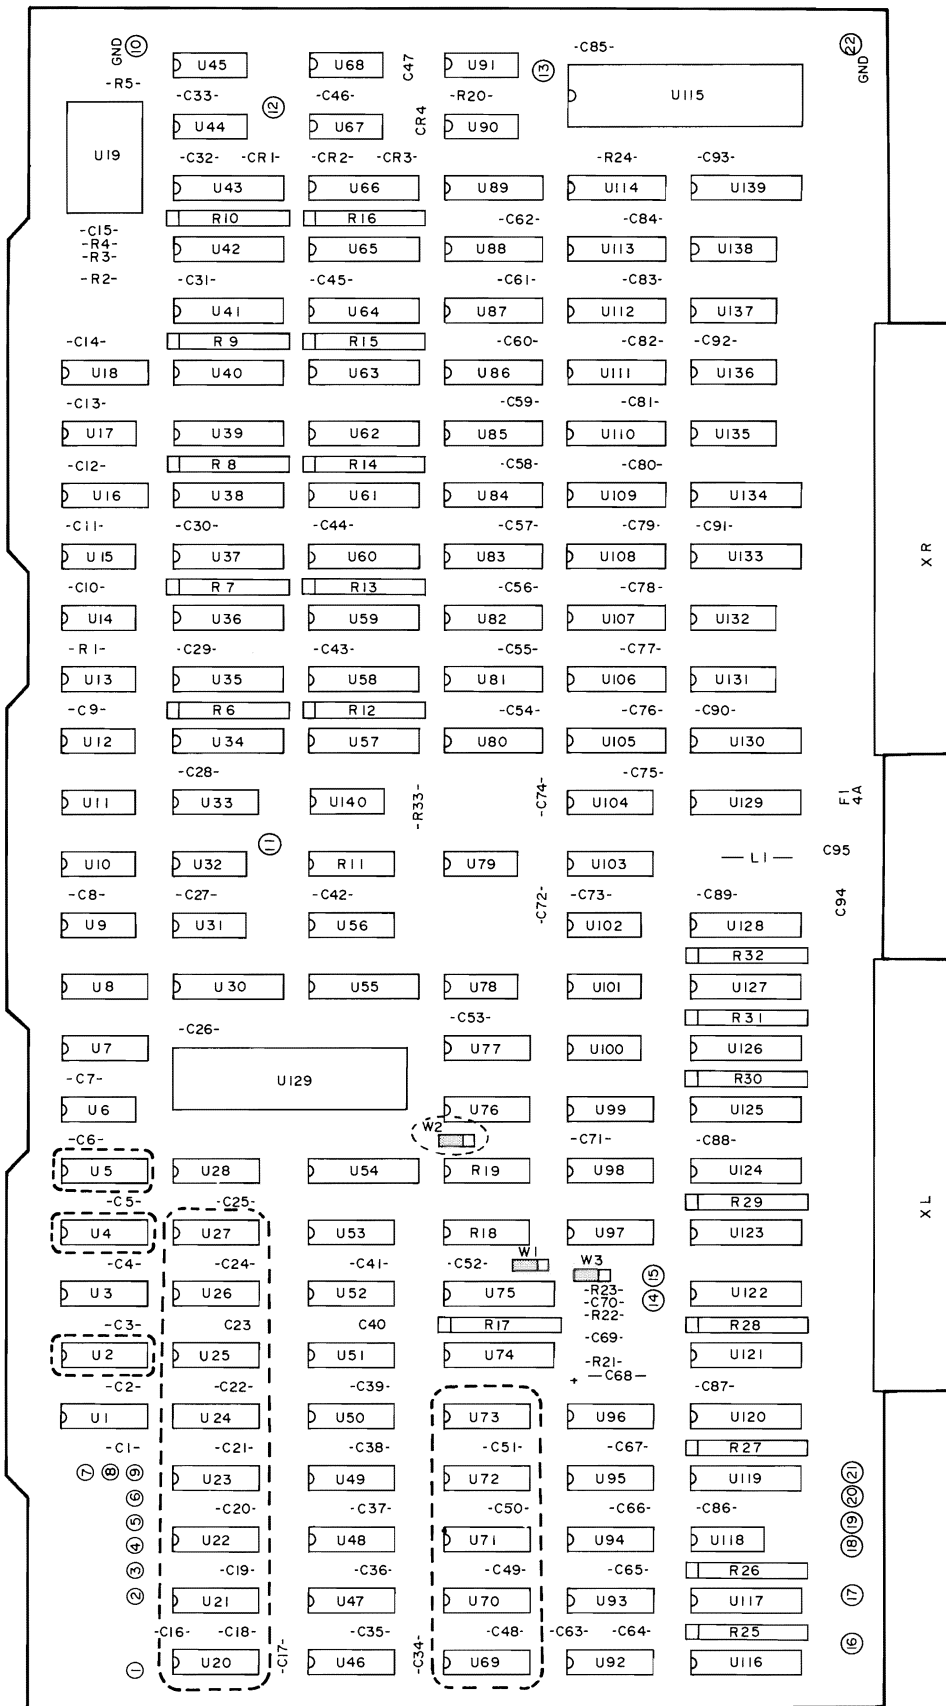 GND ⑩ -C85- ㉒ GND
U45 U68 C47 U91 ⑬
-R5- -C33- ⑫ -C46- -R20- U115
U44 U67 CR4 U90
U19
-C32- -CR1- -CR2- -CR3- -R24- -C93-
U43 U66 U89 U114 U139
R10 R16 -C62- -C84-
-C15-
-R4- U42 U65 U88 U113 U138
-R3-
-R2- -C31- -C45- -C61- -C83-
U41 U64 U87 U112 U137
-C14- R9 R15 -C60- -C82- -C92-
U18 U40 U63 U86 U111 U136
-C13- -C59- -C81-
U17 U39 U62 U85 U110 U135
-C12- R8 R14 -C58- -C80-
U16 U38 U61 U84 U109 U134
-C11- -C30- -C44- -C57- -C79- -C91-
U15 U37 U60 U83 U108 U133
XR
-C10- R7 R13 -C56- -C78-
U14 U36 U59 U82 U107 U132
-R1- -C29- -C43- -C55- -C77-
U13 U35 U58 U81 U106 U131
-C9- R6 R12 -C54- -C76- -C90-
U12 U34 U57 U80 U105 U130
-C28- -C75-
U11 U33 U140 -R33- -C74- U104 U129 F1 4A
⑪
U10 U32 R11 U79 U103 — L1 — C95
-C8- -C27- -C42- -C72- -C73- -C89- C94
U9 U31 U56 U102 U128
R32
U8 U30 U55 U78 U101 U127
-C26- -C53- R31
U7 U77 U100 U126
-C7- U129 R30
U6 U76 U99 U125
-C6- W2 -C71- -C88-
U5 U28 U54 R19 U98 U124
-C5- -C25- R29
XL
U4 U27 U53 R18 U97 U123
-C4- -C24- -C41- -C52- W1 W3 ⑮
U3 U26 U52 U75 -R23- ⑭ U122
-C70-
-R22-
-C3- C23 C40 R17 R28
-C69-
U2 U25 U51 U74 U121
-R21-
-C2- -C22- -C39- + —C68— -C87-
U1 U24 U50 U73 U96 U120
-C1- -C21- -C38- -C51- -C67- R27
⑦ ⑧ ⑨ U23 U49 U72 U95 U119 ㉑
⑥ -C20- -C37- -C50- -C66- -C86- ⑳
⑤ ⑲
④ U22 U48 U71 U94 U118 ⑱
③ -C19- -C36- -C49- -C65- R26
② U21 U47 U70 U93 U117 ⑰
-C16- -C18- -C35- -C48- -C63- -C64- R25 ⑯
① U20 -C17- U46 -C34- U69 U92 U116